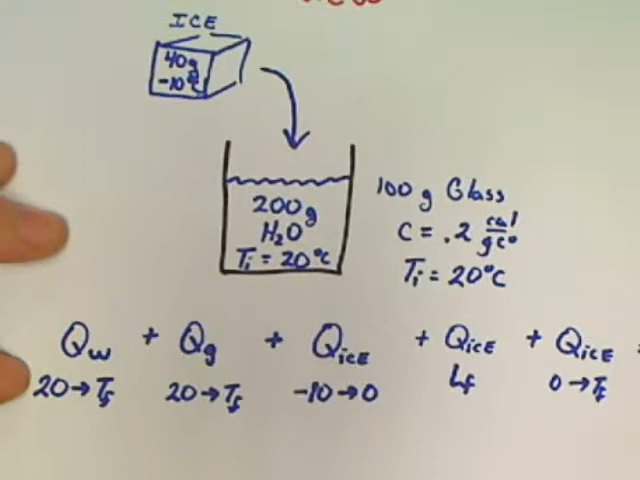 ICE
40g
-10°C
200g
H₂O
Ti = 20°C
100 g Glass
C = .2 cal/gC°
Ti = 20°C
Qw + Qg + QicE + QicE + QicE
20→Tf 20→Tf -10→0 Lf 0→Tf